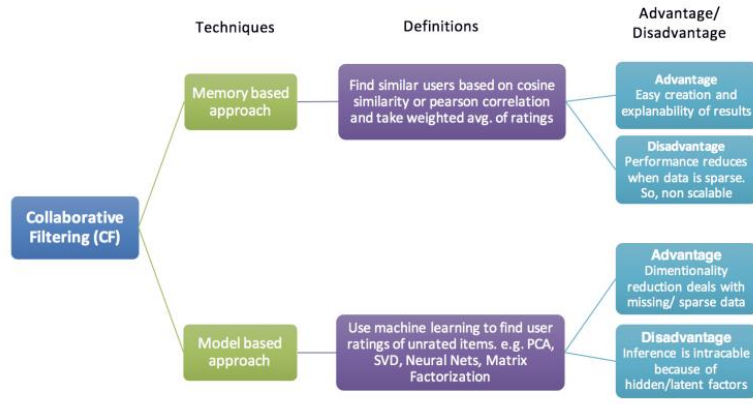 Techniques
Definitions
Advantage/
Disadvantage
Collaborative
Filtering (CF)
Memory based
approach
Find similar users based on cosine
similarity or pearson correlation
and take weighted avg. of ratings
Advantage
Easy creation and
explanability of results
Disadvantage
Performance reduces
when data is sparse.
So, non scalable
Model based
approach
Use machine learning to find user
ratings of unrated items. e.g. PCA,
SVD, Neural Nets, Matrix
Factorization
Advantage
Dimentionality
reduction deals with
missing/ sparse data
Disadvantage
Inference is intracable
because of
hidden/latent factors